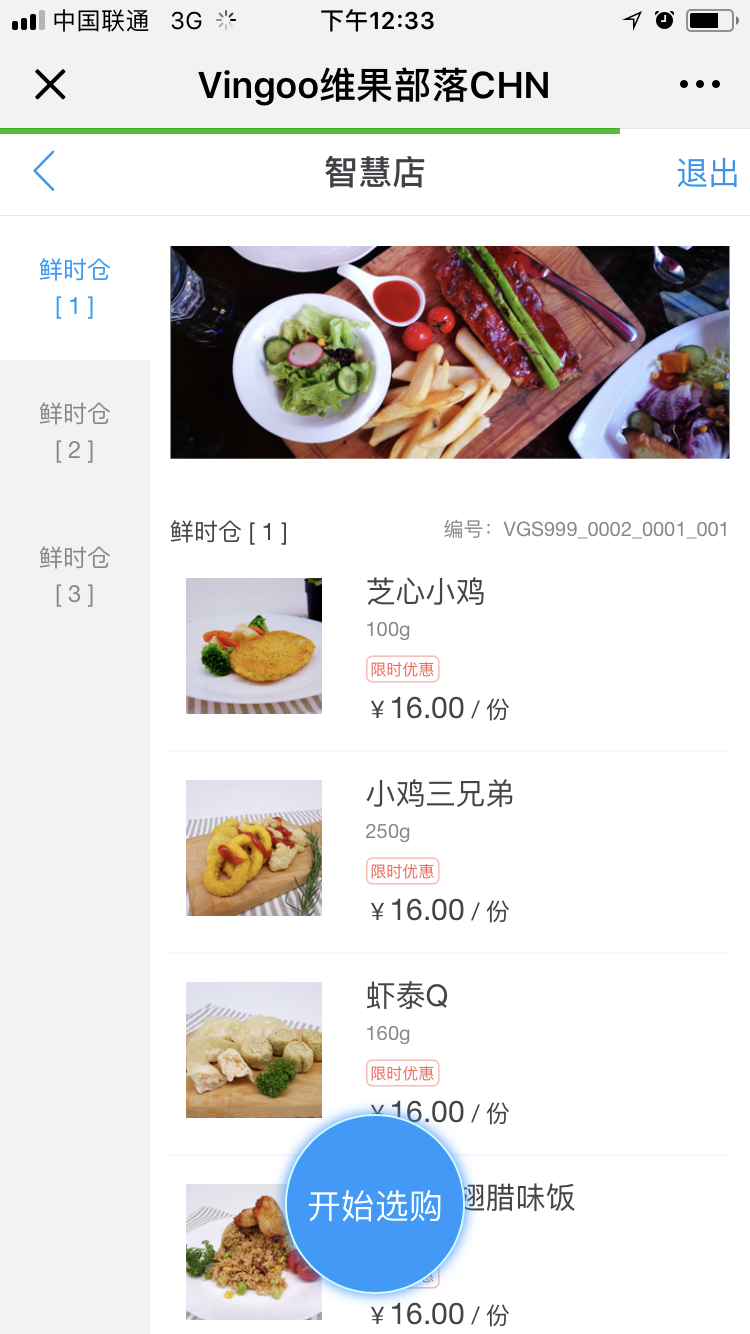 中国联通 3G 下午12:33
Vingoo维果部落CHN
智慧店 退出
鲜时仓
[ 1 ]
鲜时仓
[ 2 ]
鲜时仓
[ 3 ]
鲜时仓 [ 1 ] 编号：VGS999_0002_0001_001
芝心小鸡
100g
限时优惠
¥ 16.00 / 份
小鸡三兄弟
250g
限时优惠
¥ 16.00 / 份
虾泰Q
160g
限时优惠
¥ 16.00 / 份
翅腊味饭
开始选购
¥ 16.00 / 份